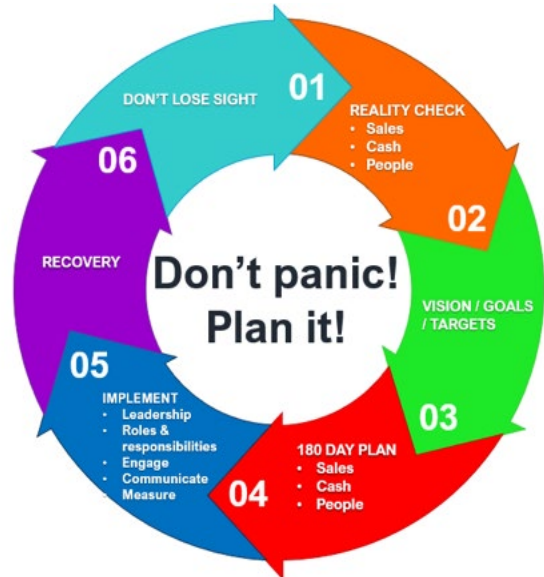 DON'T LOSE SIGHT
01
REALITY CHECK
• Sales
• Cash
• People
02
VISION / GOALS
/ TARGETS
03
180 DAY PLAN
• Sales
• Cash
• People
04
IMPLEMENT
• Leadership
• Roles &
responsibilities
• Engage
• Communicate
• Measure
05
RECOVERY
06
Don't panic!
Plan it!